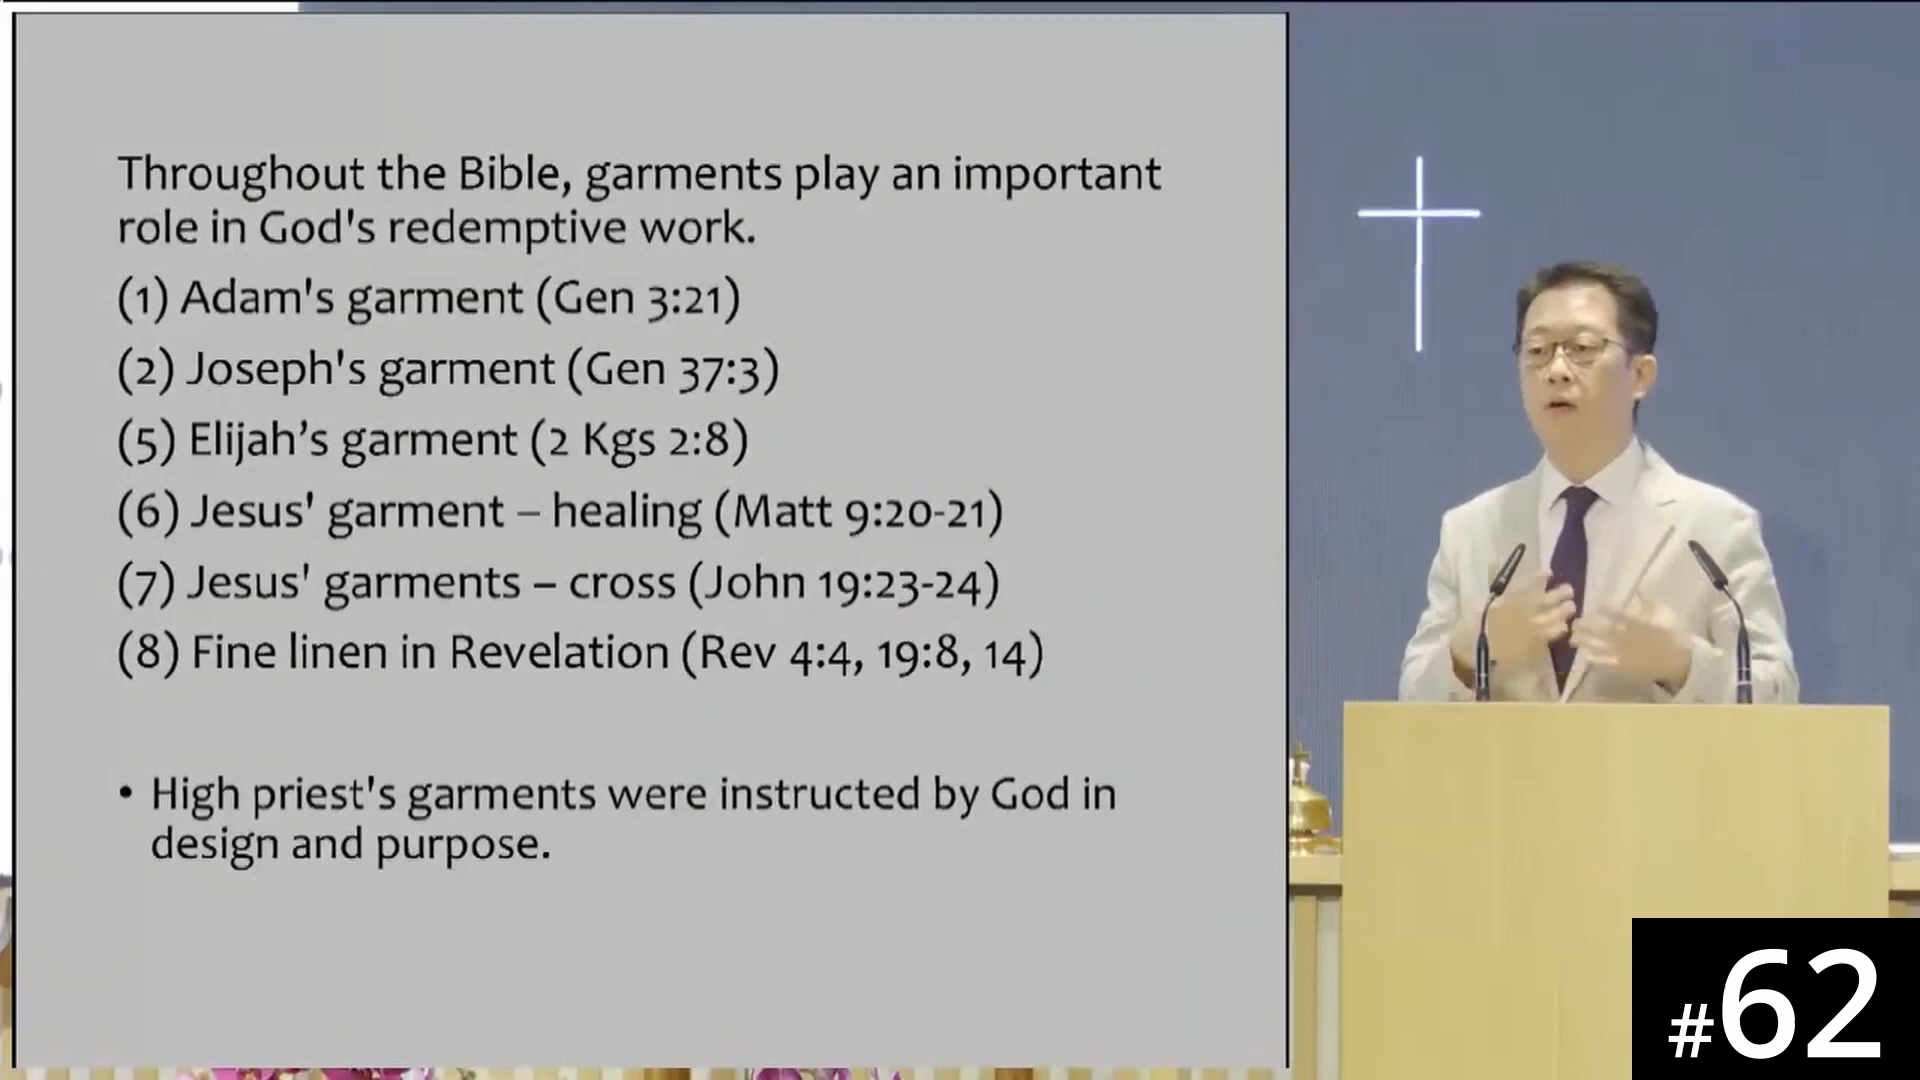 Throughout the Bible, garments play an important
role in God's redemptive work.
(1) Adam's garment (Gen 3:21)
(2) Joseph's garment (Gen 37:3)
(5) Elijah’s garment (2 Kgs 2:8)
(6) Jesus' garment – healing (Matt 9:20-21)
(7) Jesus' garments – cross (John 19:23-24)
(8) Fine linen in Revelation (Rev 4:4, 19:8, 14)
• High priest's garments were instructed by God in
design and purpose.
#62